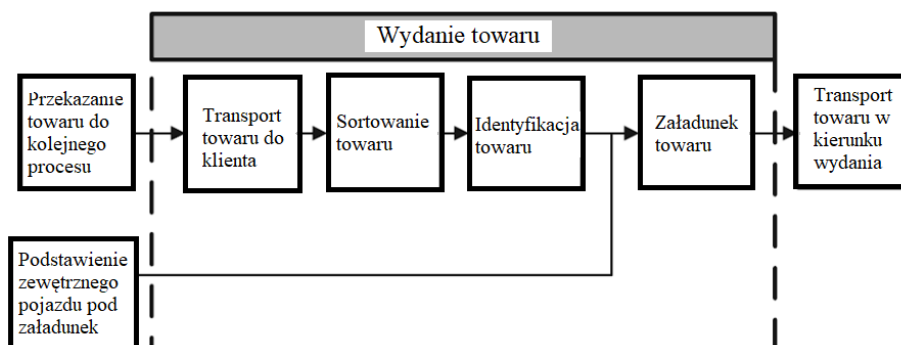 Wydanie towaru
Przekazanie
towaru do
kolejnego
procesu
Transport
towaru do
klienta
Sortowanie
towaru
Identyfikacja
towaru
Załadunek
towaru
Transport
towaru w
kierunku
wydania
Podstawienie
zewętrznego
pojazdu pod
załadunek